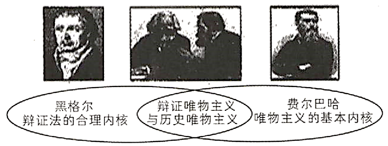 黑格尔
辩证法的合理内核
辩证唯物主义
与历史唯物主义
费尔巴哈
唯物主义的基本内核